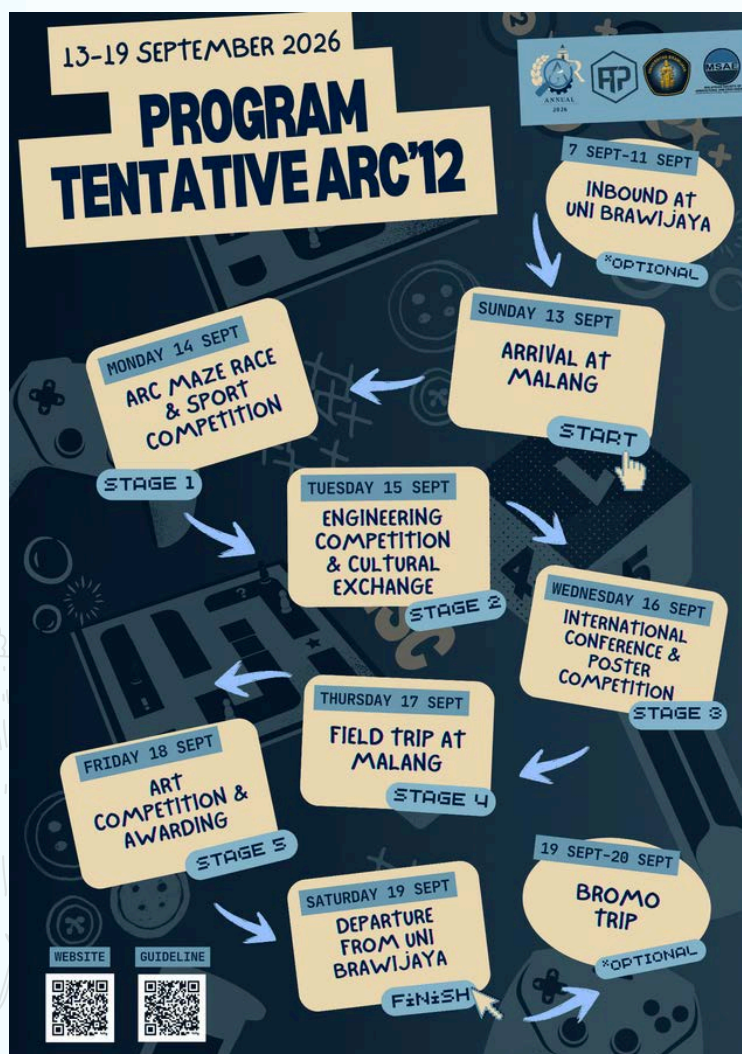 13-19 SEPTEMBER 2026
PROGRAM
TENTATIVE ARC'12
ANNUAL
2026
MSAE
7 SEPT-11 SEPT
INBOUND AT
UNI BRAWIJAYA
*OPTIONAL
SUNDAY 13 SEPT
ARRIVAL AT
MALANG
START
MONDAY 14 SEPT
ARC MAZE RACE
& SPORT
COMPETITION
STAGE 1
TUESDAY 15 SEPT
ENGINEERING
COMPETITION
& CULTURAL
EXCHANGE
STAGE 2
WEDNESDAY 16 SEPT
INTERNATIONAL
CONFERENCE &
POSTER
COMPETITION
STAGE 3
THURSDAY 17 SEPT
FIELD TRIP AT
MALANG
STAGE 4
FRIDAY 18 SEPT
ART
COMPETITION &
AWARDING
STAGE 5
SATURDAY 19 SEPT
DEPARTURE
FROM UNI
BRAWIJAYA
FINISH
19 SEPT-20 SEPT
BROMO
TRIP
*OPTIONAL
WEBSITE
GUIDELINE